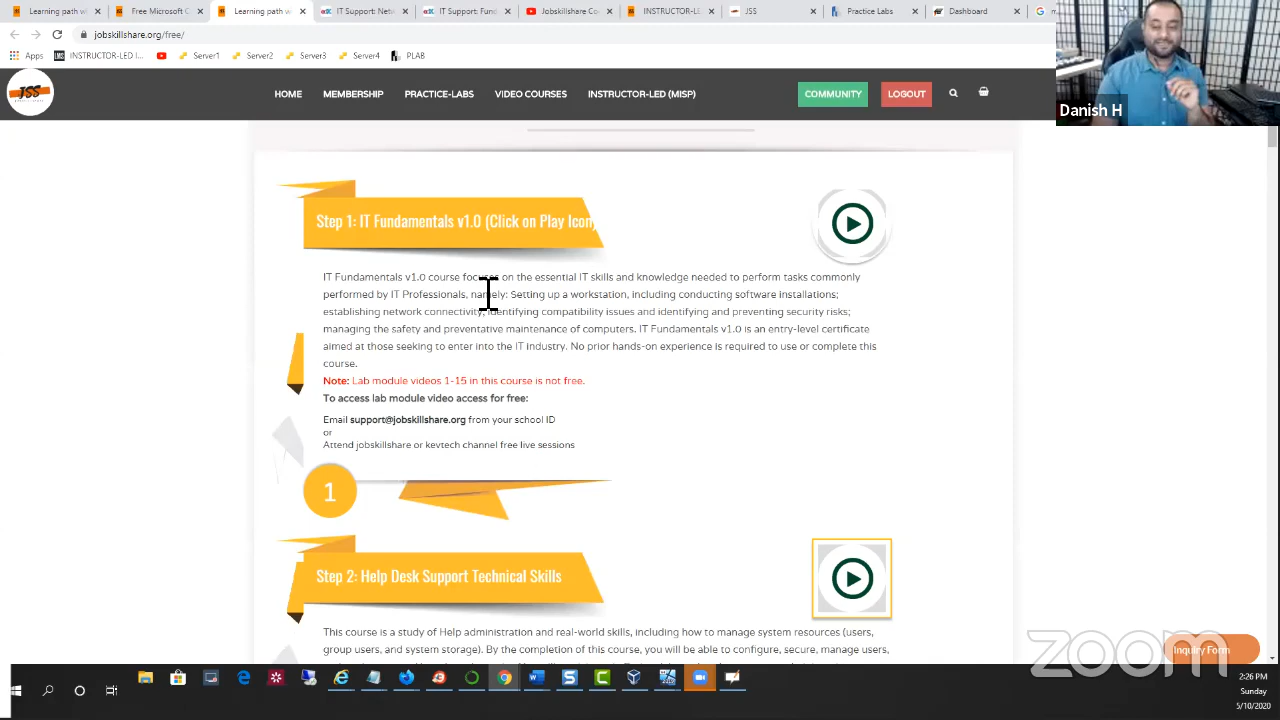 Learning path wi
Free Microsoft C
Learning path w
IT Support: Netw
IT Support: Fund
Jobskillshare Co
INSTRUCTOR-LED
JSS
Practice Labs
Dashboard
jobskillshare.org/free/
Apps
LMS INSTRUCTOR-LED I...
Server1
Server2
Server3
Server4
PLAB
Danish H
JSS
HOME
MEMBERSHIP
PRACTICE-LABS
VIDEO COURSES
INSTRUCTOR-LED (MISP)
COMMUNITY
LOGOUT
Step 1: IT Fundamentals v1.0 (Click on Play Icon)
IT Fundamentals v1.0 course focuses on the essential IT skills and knowledge needed to perform tasks commonly
performed by IT Professionals, namely: Setting up a workstation, including conducting software installations;
establishing network connectivity; identifying compatibility issues and identifying and preventing security risks;
managing the safety and preventative maintenance of computers. IT Fundamentals v1.0 is an entry-level certificate
aimed at those seeking to enter into the IT industry. No prior hands-on experience is required to use or complete this
course.
Note: Lab module videos 1-15 in this course is not free.
To access lab module video access for free:
Email support@jobskillshare.org from your school ID
or
Attend jobskillshare or kevtech channel free live sessions
1
Step 2: Help Desk Support Technical Skills
This course is a study of Help administration and real-world skills, including how to manage system resources (users,
group users, and system storage). By the completion of this course, you will be able to configure, secure, manage users,
Inquiry Form
zoom
2:26 PM
Sunday
5/10/2020